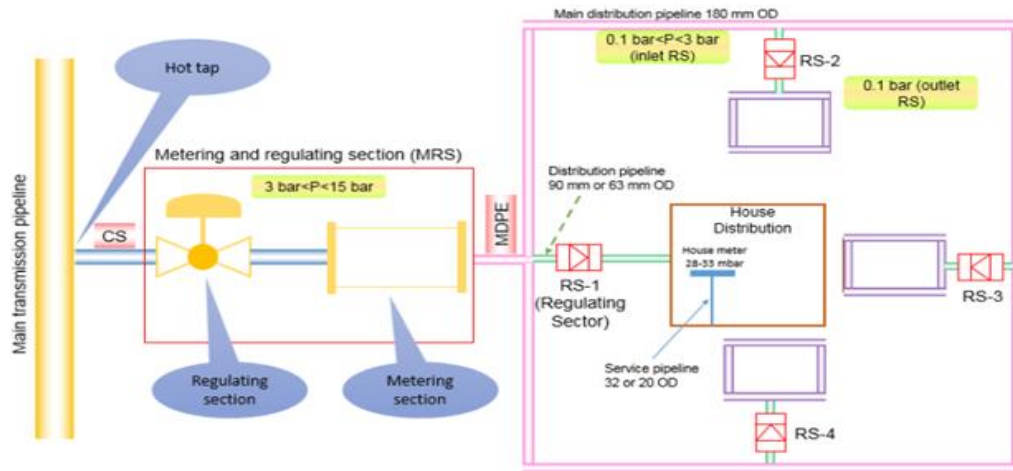 Main transmission pipeline
Hot tap
CS
Metering and regulating section (MRS)
3 bar<P<15 bar
Regulating
section
Metering
section
MDPE
Main distribution pipeline 180 mm OD
0.1 bar<P<3 bar
(inlet RS)
RS-2
0.1 bar (outlet
RS)
Distribution pipeline
90 mm or 63 mm OD
RS-1
(Regulating
Sector)
House
Distribution
House meter
28-33 mbar
Service pipeline
32 or 20 OD
RS-3
RS-4